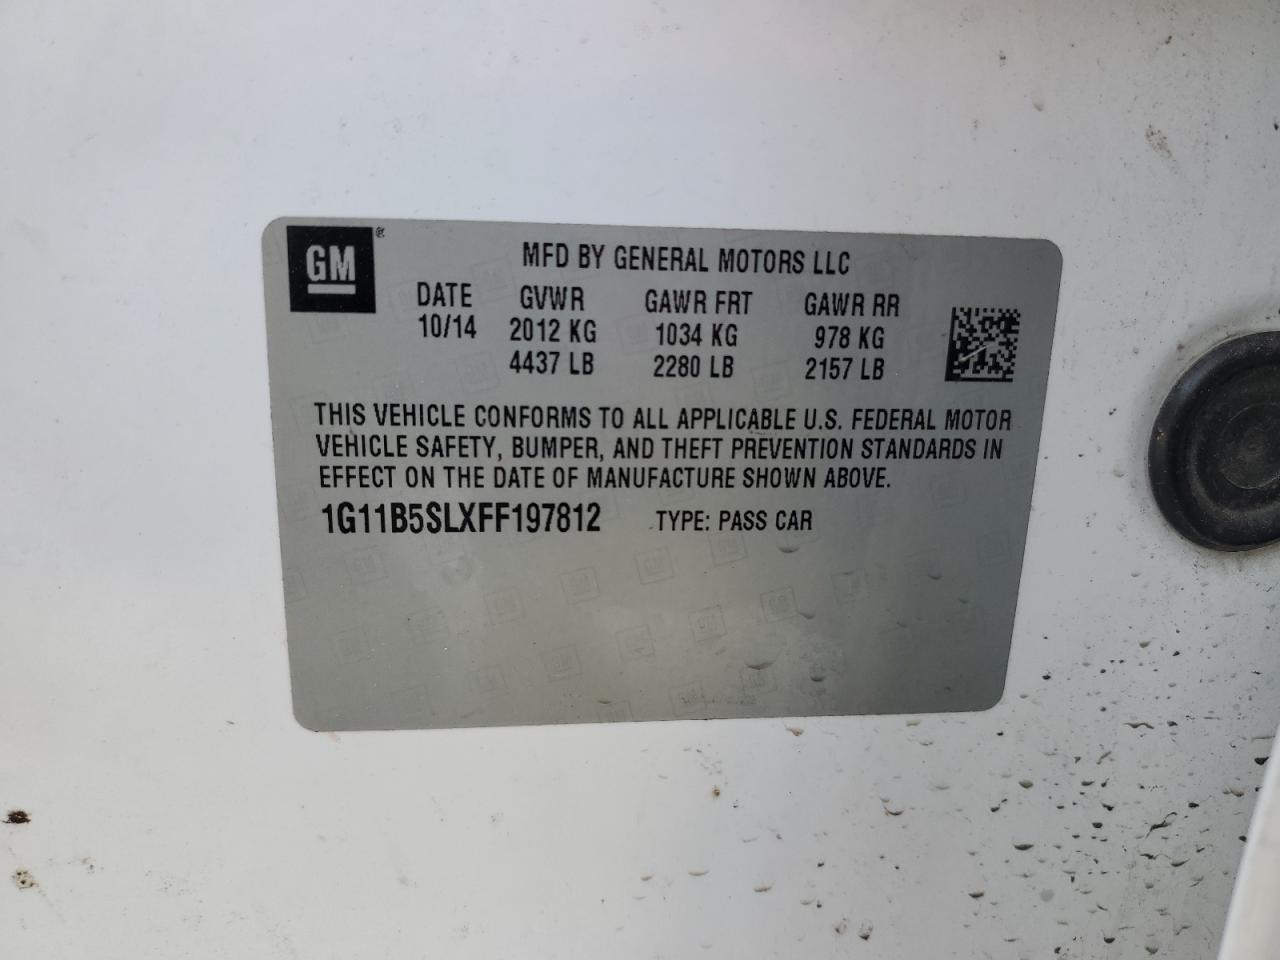 GM ®
MFD BY GENERAL MOTORS LLC
DATE GVWR GAWR FRT GAWR RR
10/14 2012 KG 1034 KG 978 KG
4437 LB 2280 LB 2157 LB
THIS VEHICLE CONFORMS TO ALL APPLICABLE U.S. FEDERAL MOTOR
VEHICLE SAFETY, BUMPER, AND THEFT PREVENTION STANDARDS IN
EFFECT ON THE DATE OF MANUFACTURE SHOWN ABOVE.
1G11B5SLXFF197812 TYPE: PASS CAR